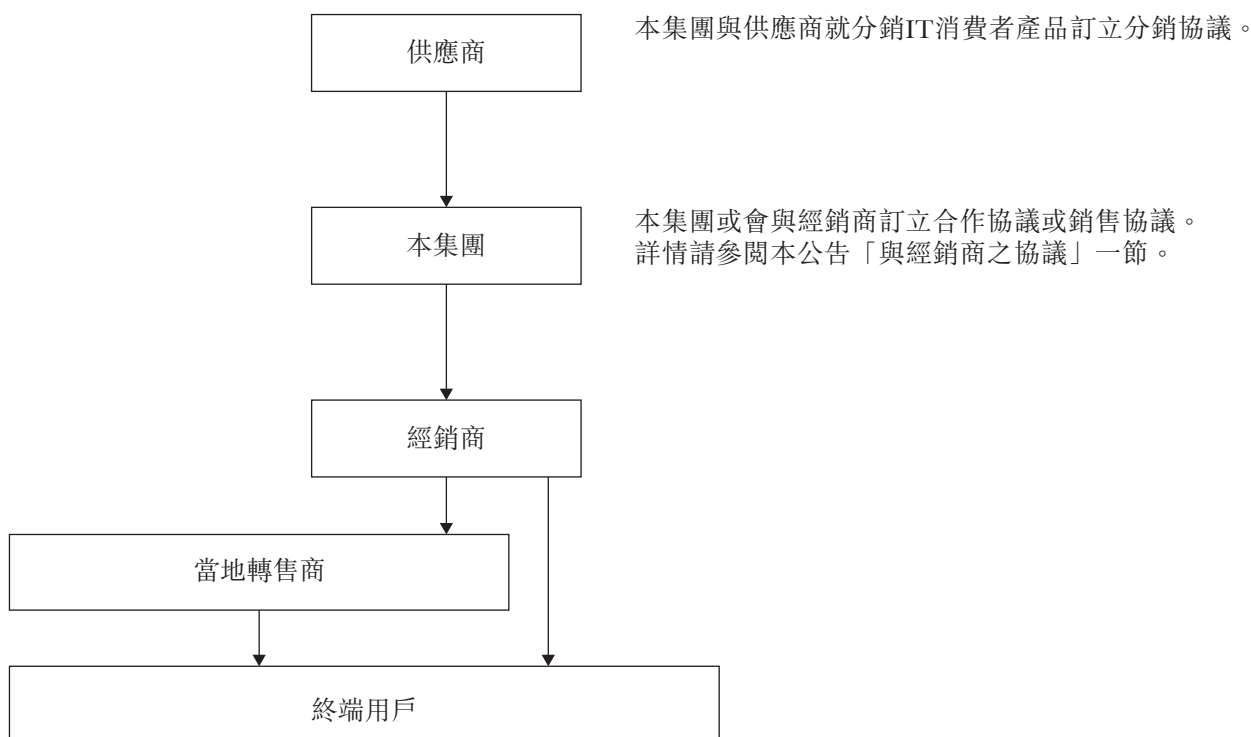 供應商
本集團與供應商就分銷IT消費者產品訂立分銷協議。
本集團
本集團或會與經銷商訂立合作協議或銷售協議。
詳情請參閱本公告「與經銷商之協議」一節。
經銷商
當地轉售商
終端用戶